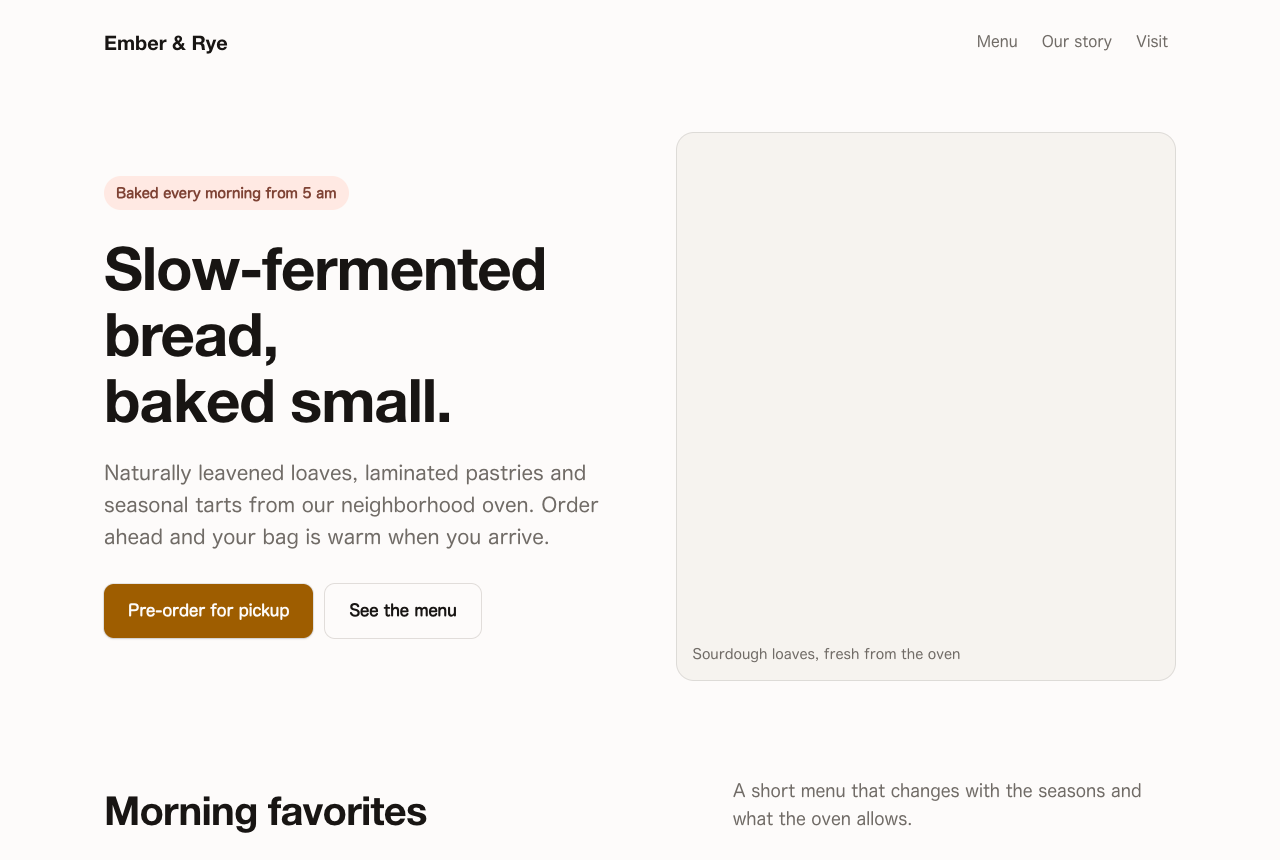 Ember & Rye
Menu
Our story
Visit
Baked every morning from 5 am
Slow-fermented
bread,
baked small.
Naturally leavened loaves, laminated pastries and
seasonal tarts from our neighborhood oven. Order
ahead and your bag is warm when you arrive.
Pre-order for pickup
See the menu
Sourdough loaves, fresh from the oven
Morning favorites
A short menu that changes with the seasons and
what the oven allows.